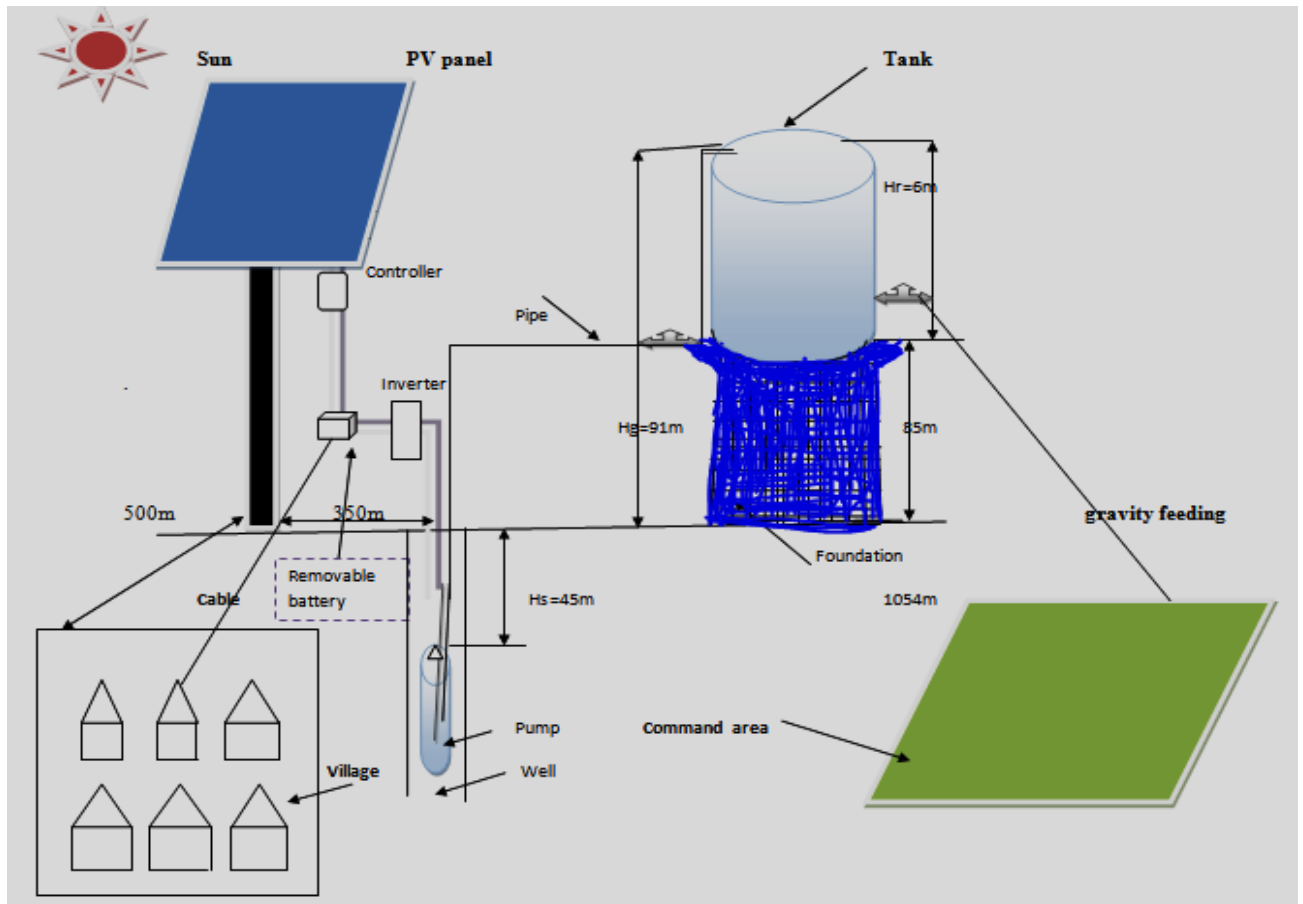 Sun
PV panel
Tank
Hr=6m
Controller
Pipe
Inverter
Hg=91m
85m
500m
350m
gravity feeding
Foundation
Removable
battery
Cable
Hs=45m
1054m
Pump
Command area
Well
Village